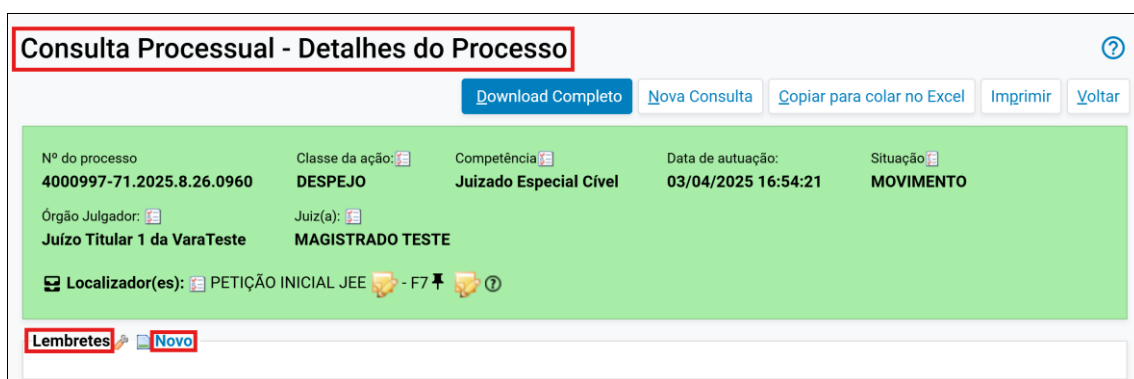 Consulta Processual - Detalhes do Processo
Download Completo Nova Consulta Copiar para colar no Excel Imprimir Voltar
Nº do processo Classe da ação: Competência Data de autuação: Situação
4000997-71.2025.8.26.0960 DESPEJO Juizado Especial Cível 03/04/2025 16:54:21 MOVIMENTO
Órgão Julgador: Juiz(a):
Juízo Titular 1 da VaraTeste MAGISTRADO TESTE
Localizador(es): PETIÇÃO INICIAL JEE - F7
Lembretes Novo